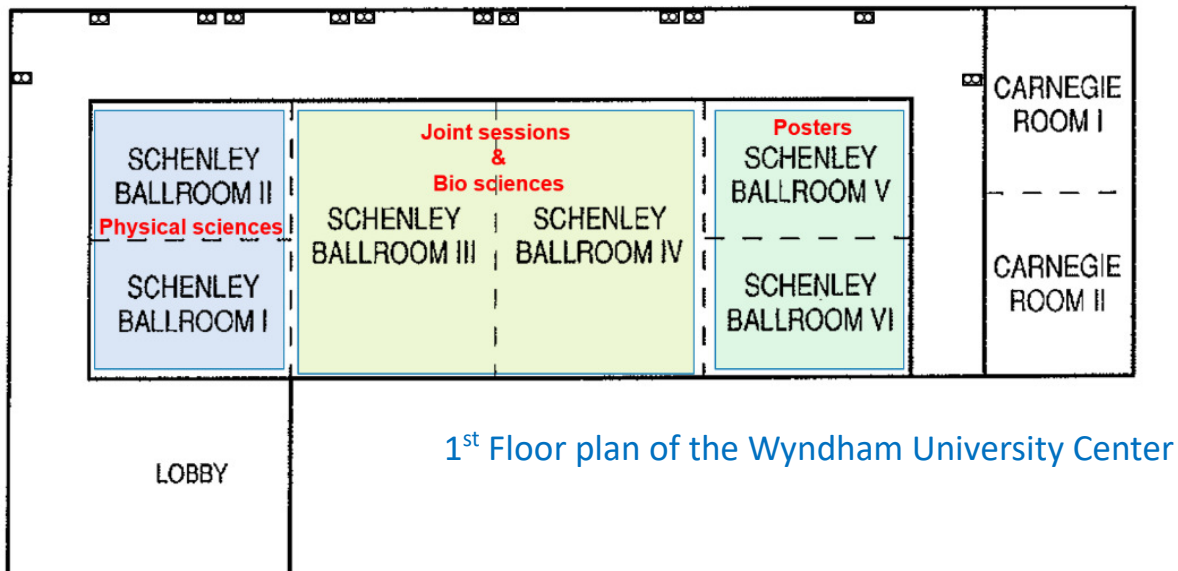 SCHENLEY
BALLROOM II
Physical sciences
SCHENLEY
BALLROOM I
Joint sessions
&
Bio sciences
SCHENLEY
BALLROOM III
SCHENLEY
BALLROOM IV
Posters
SCHENLEY
BALLROOM V
SCHENLEY
BALLROOM VI
CARNEGIE
ROOM I
CARNEGIE
ROOM II
1st Floor plan of the Wyndham University Center
LOBBY